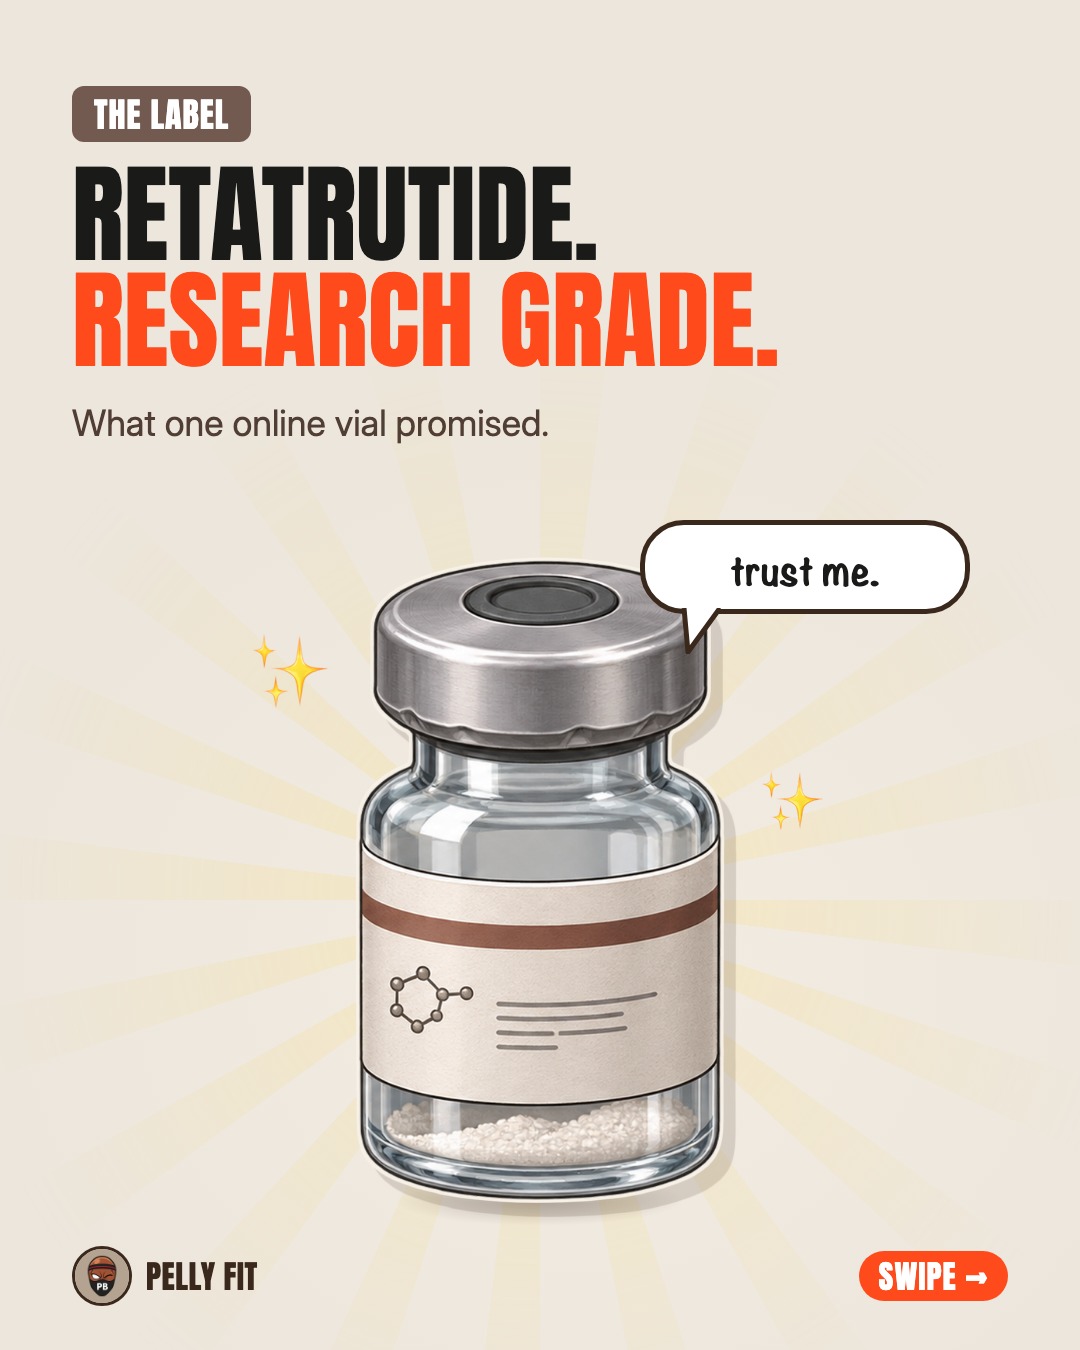 THE LABEL
RETATRUTIDE.
RESEARCH GRADE.
What one online vial promised.
trust me.
PB
PELLY FIT
SWIPE →